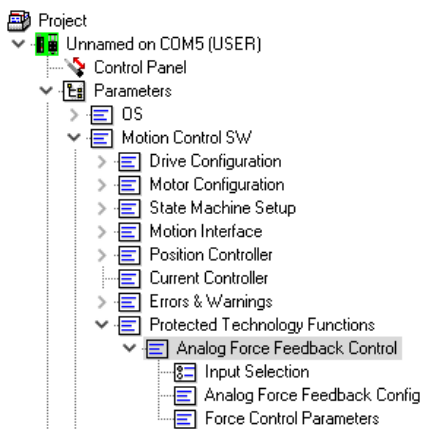 Project
Unnamed on COM5 (USER)
Control Panel
Parameters
OS
Motion Control SW
Drive Configuration
Motor Configuration
State Machine Setup
Motion Interface
Position Controller
Current Controller
Errors & Warnings
Protected Technology Functions
Analog Force Feedback Control
Input Selection
Analog Force Feedback Config
Force Control Parameters